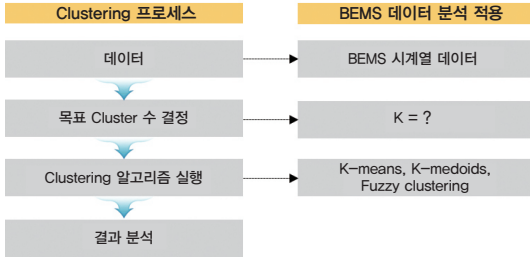 Clustering 프로세스
BEMS 데이터 분석 적용
데이터
BEMS 시계열 데이터
목표 Cluster 수 결정
K = ?
Clustering 알고리즘 실행
K-means, K-medoids,
Fuzzy clustering
결과 분석